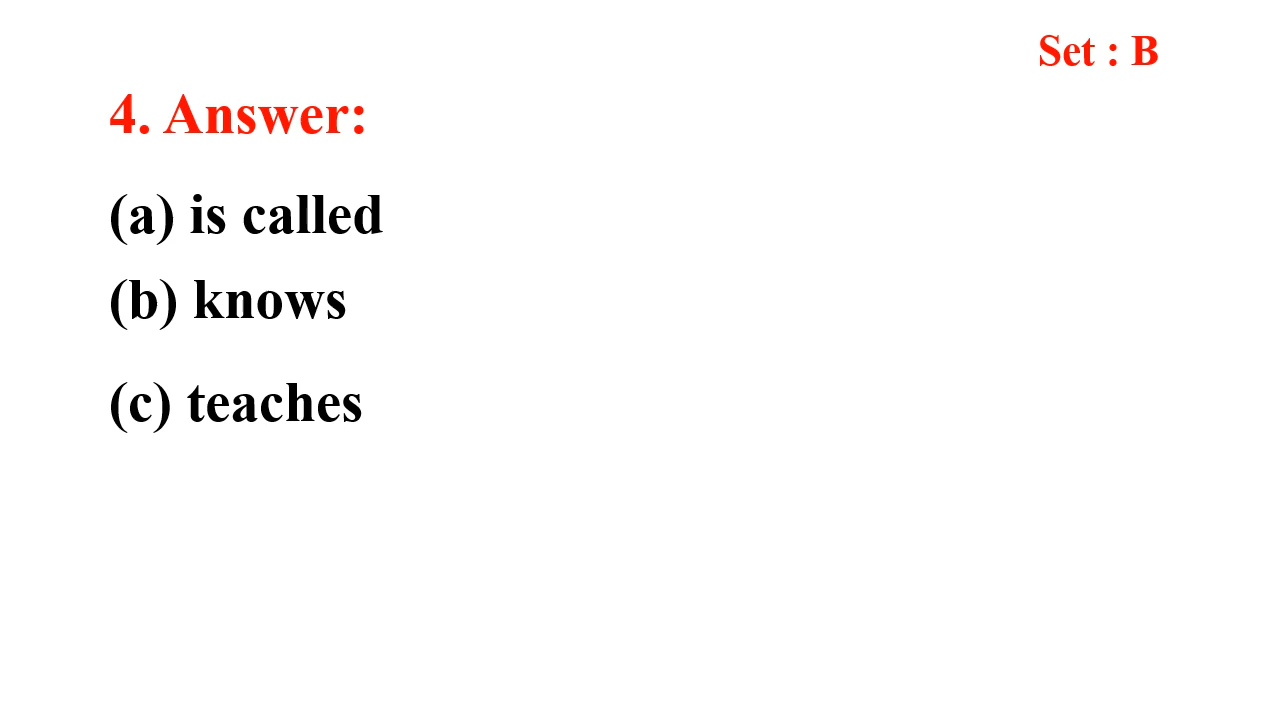 Set : B
4. Answer:
(a) is called
(b) knows
(c) teaches